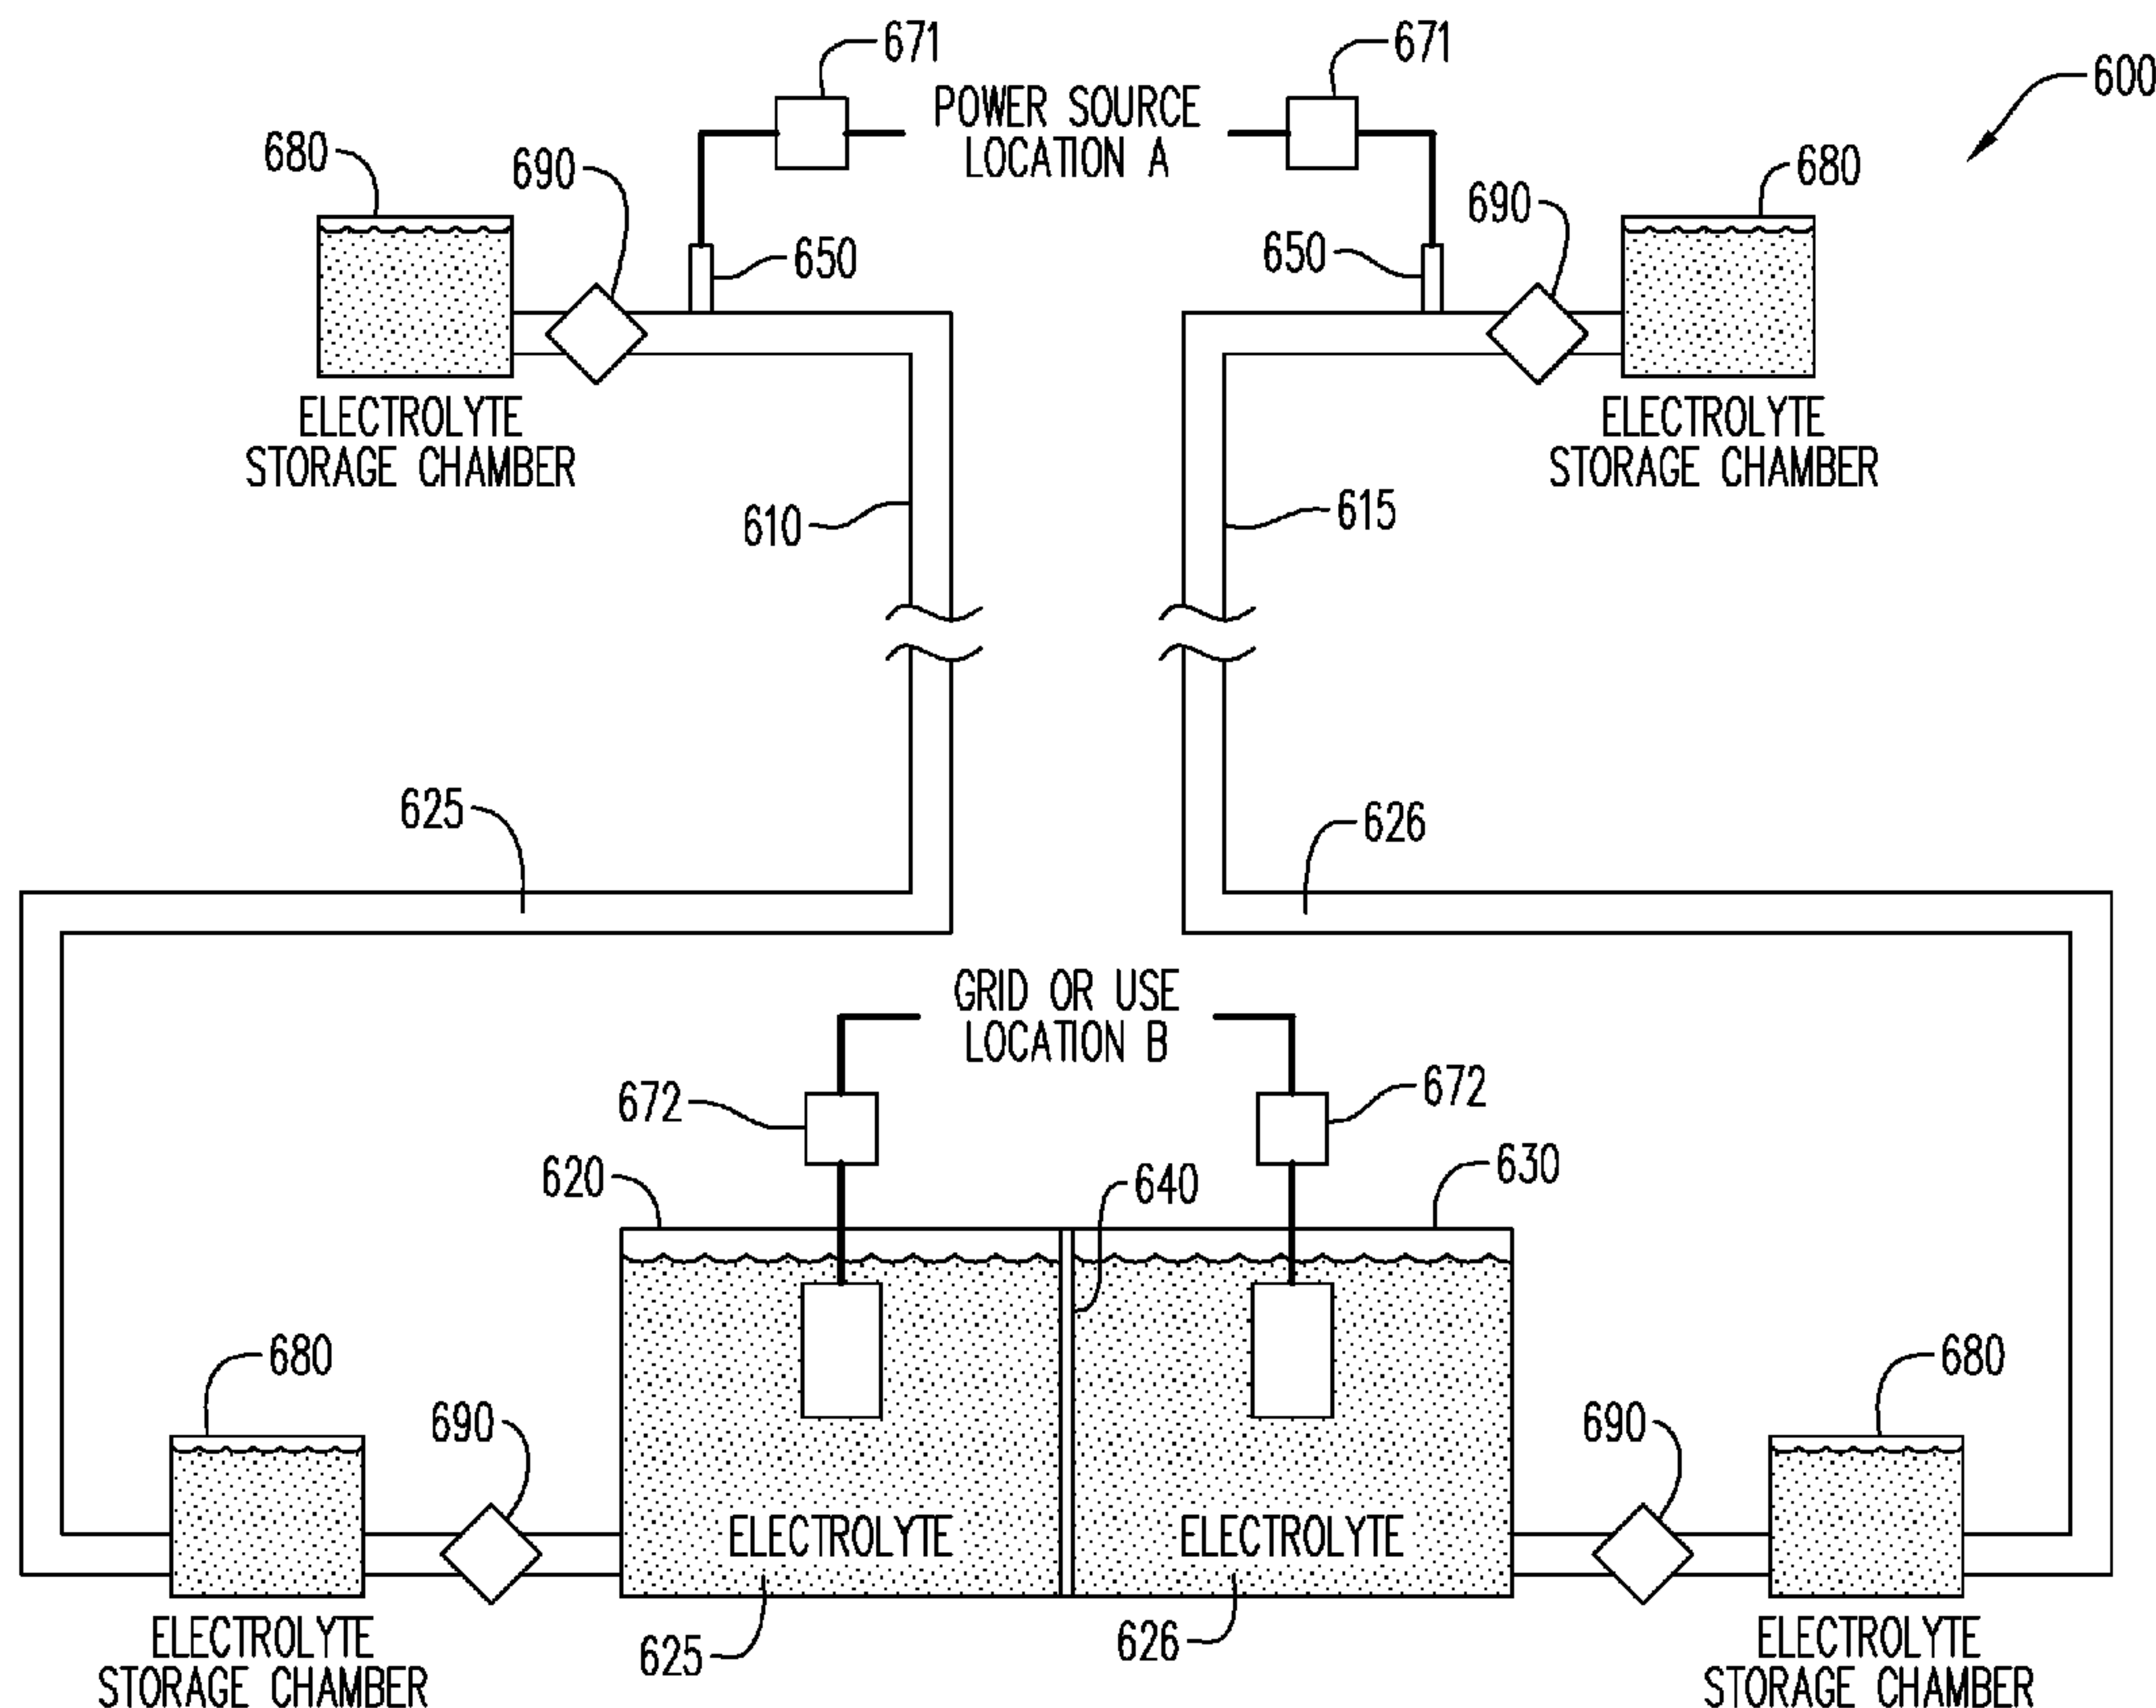 671
671
600
POWER SOURCE
LOCATION A
680
690
690
680
650
650
ELECTROLYTE
STORAGE CHAMBER
ELECTROLYTE
STORAGE CHAMBER
610
615
625
626
GRID OR USE
LOCATION B
672
672
620
640
630
680
690
690
680
ELECTROLYTE
ELECTROLYTE
625
626
ELECTROLYTE
STORAGE CHAMBER
ELECTROLYTE
STORAGE CHAMBER